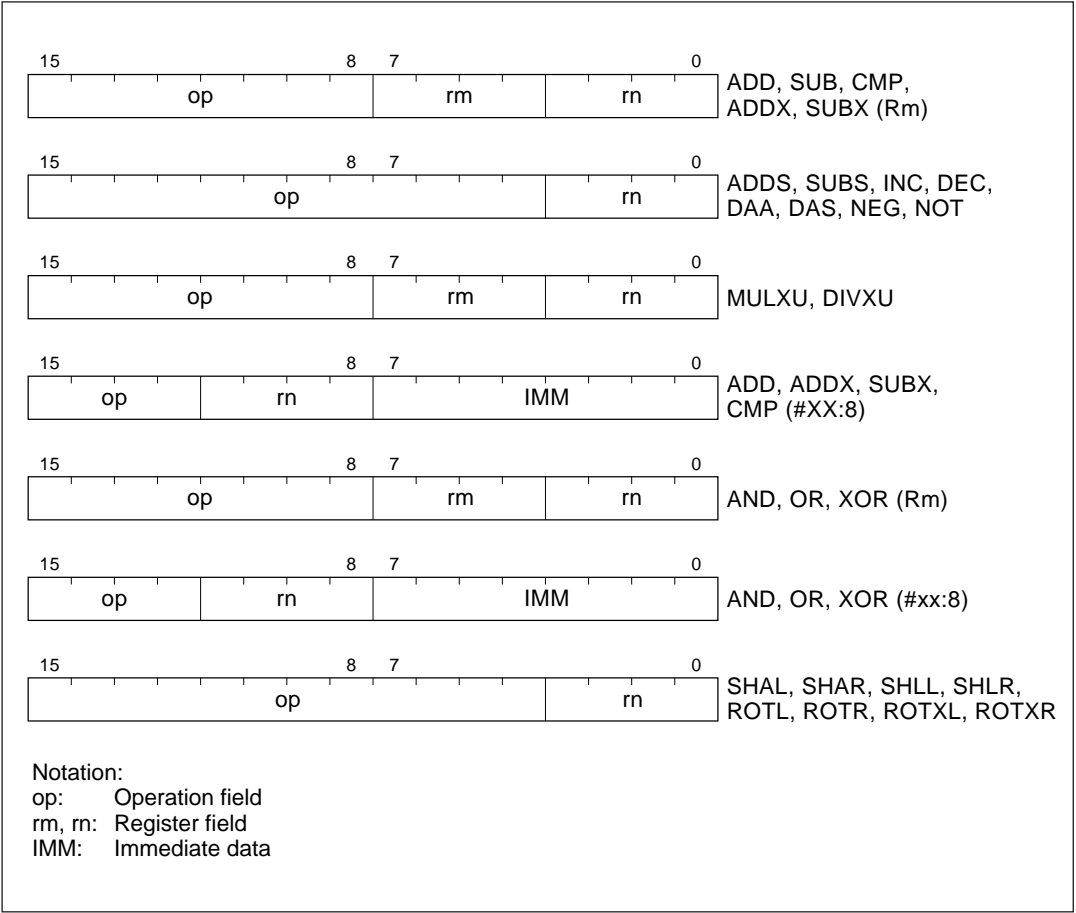 15 8 7 0
op rm rn ADD, SUB, CMP,
ADDX, SUBX (Rm)
15 8 7 0
op rn ADDS, SUBS, INC, DEC,
DAA, DAS, NEG, NOT
15 8 7 0
op rm rn MULXU, DIVXU
15 8 7 0
op rn IMM ADD, ADDX, SUBX,
CMP (#XX:8)
15 8 7 0
op rm rn AND, OR, XOR (Rm)
15 8 7 0
op rn IMM AND, OR, XOR (#xx:8)
15 8 7 0
op rn SHAL, SHAR, SHLL, SHLR,
ROTL, ROTR, ROTXL, ROTXR
Notation:
op: Operation field
rm, rn: Register field
IMM: Immediate data